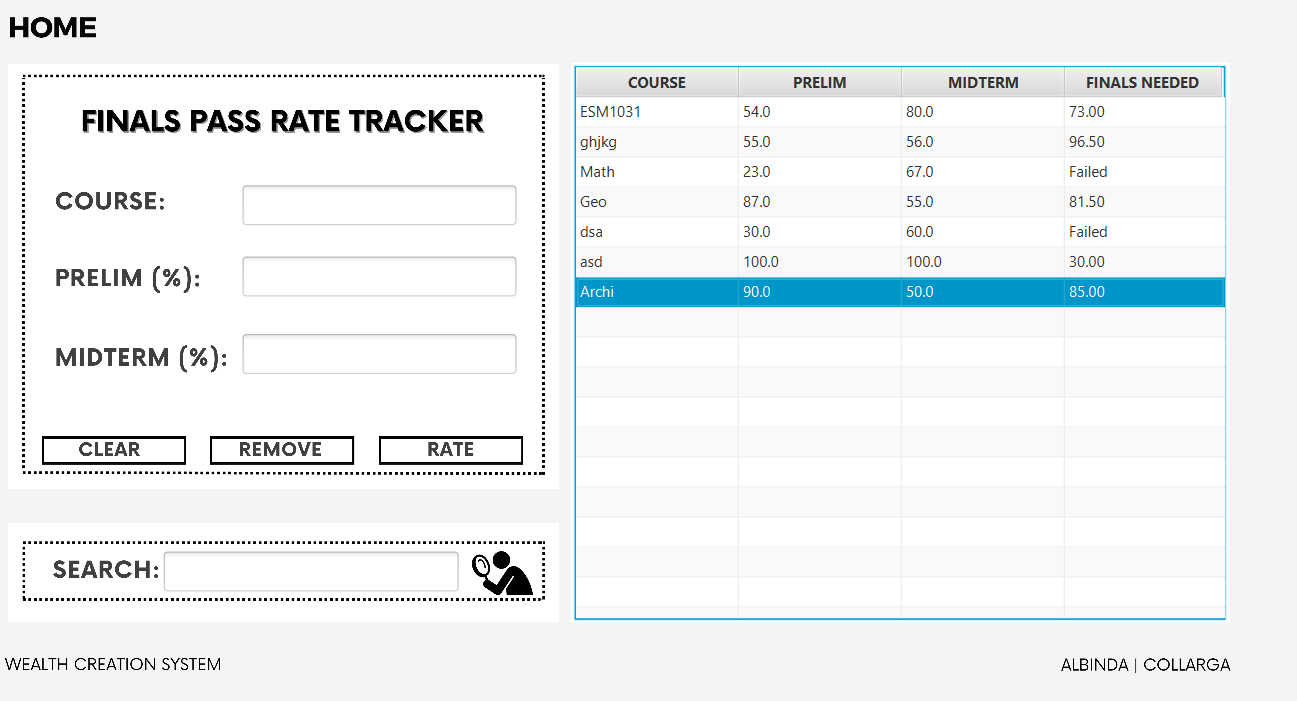 HOME
FINALS PASS RATE TRACKER
COURSE:
PRELIM (%):
MIDTERM (%):
CLEAR REMOVE RATE
SEARCH:
COURSE PRELIM MIDTERM FINALS NEEDED
ESM1031 54.0 80.0 73.00
ghjkg 55.0 56.0 96.50
Math 23.0 67.0 Failed
Geo 87.0 55.0 81.50
dsa 30.0 60.0 Failed
asd 100.0 100.0 30.00
Archi 90.0 50.0 85.00
WEALTH CREATION SYSTEM
ALBINDA | COLLARGA